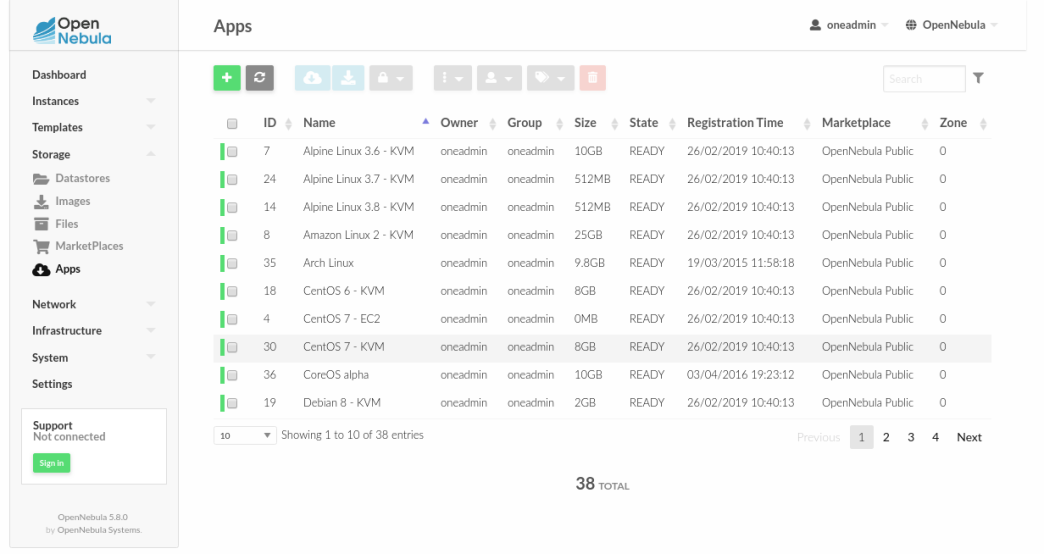 Open
Nebula
Apps
oneadmin
OpenNebula
Dashboard
Instances
Templates
Storage
Datastores
Images
Files
MarketPlaces
Apps
Network
Infrastructure
System
Settings
Support
Not connected
Sign in
OpenNebula 5.8.0
by OpenNebula Systems.
Search
ID Name Owner Group Size State Registration Time Marketplace Zone
7 Alpine Linux 3.6 - KVM oneadmin oneadmin 10GB READY 26/02/2019 10:40:13 OpenNebula Public 0
24 Alpine Linux 3.7 - KVM oneadmin oneadmin 512MB READY 26/02/2019 10:40:13 OpenNebula Public 0
14 Alpine Linux 3.8 - KVM oneadmin oneadmin 512MB READY 26/02/2019 10:40:13 OpenNebula Public 0
8 Amazon Linux 2 - KVM oneadmin oneadmin 25GB READY 26/02/2019 10:40:13 OpenNebula Public 0
35 Arch Linux oneadmin oneadmin 9.8GB READY 19/03/2015 11:58:18 OpenNebula Public 0
18 CentOS 6 - KVM oneadmin oneadmin 8GB READY 26/02/2019 10:40:13 OpenNebula Public 0
4 CentOS 7 - EC2 oneadmin oneadmin 0MB READY 26/02/2019 10:40:13 OpenNebula Public 0
30 CentOS 7 - KVM oneadmin oneadmin 8GB READY 26/02/2019 10:40:13 OpenNebula Public 0
36 CoreOS alpha oneadmin oneadmin 10GB READY 03/04/2016 19:23:12 OpenNebula Public 0
19 Debian 8 - KVM oneadmin oneadmin 2GB READY 26/02/2019 10:40:13 OpenNebula Public 0
10 Showing 1 to 10 of 38 entries
Previous 1 2 3 4 Next
38 TOTAL